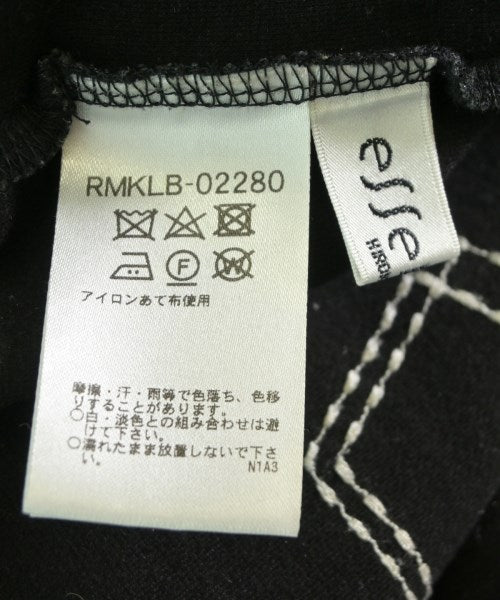 RMKLB-02280
F
W
アイロンあて布使用
摩擦・汗・雨等で色落ち、色移
りすることがあります。
○白・淡色との組み合わせは避
けて下さい。
○濡れたまま放置しないで下さ
い。
N1A3
esse